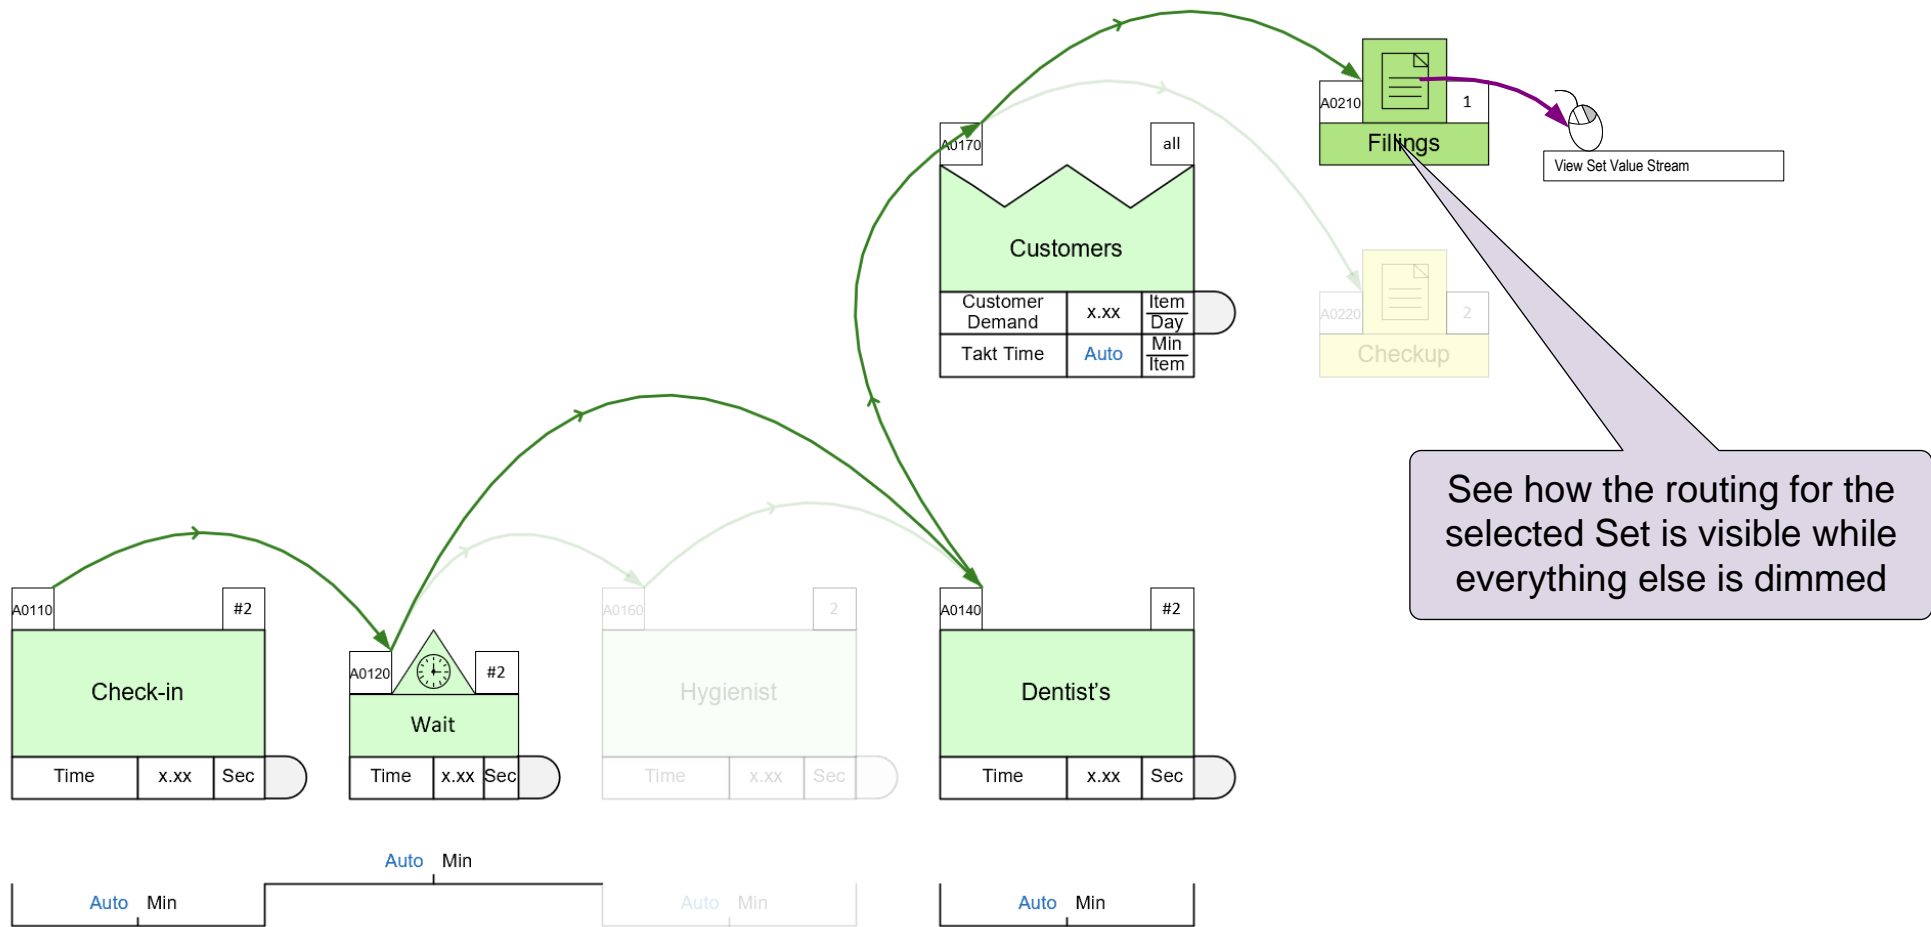 A0210
1
Fillings
View Set Value Stream
A0170
all
Customers
Customer
Demand
x.xx
Item
Day
Takt Time
Auto
Min
Item
A0220
2
Checkup
See how the routing for the
selected Set is visible while
everything else is dimmed
A0110
#2
Check-in
Time
x.xx
Sec
A0120
#2
Wait
Time
x.xx
Sec
A0160
2
Hygienist
Time
x.xx
Sec
A0140
#2
Dentist's
Time
x.xx
Sec
Auto Min
Auto Min
Auto Min
Auto Min